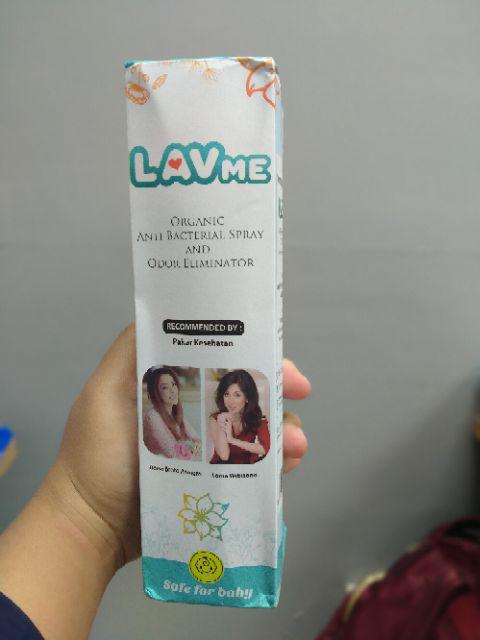 LAVME
ORGANIC
ANTI BACTERIAL SPRAY
AND
ODOR ELIMINATOR
RECOMMENDED BY :
Pakar Kesehatan
safe for baby